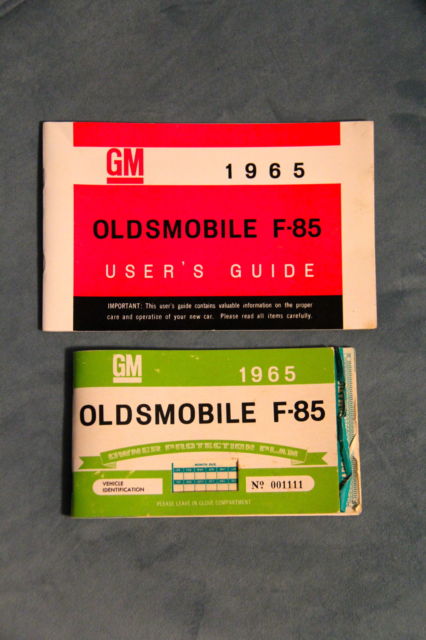 GM
1965
OLDSMOBILE F-85
USER'S GUIDE
IMPORTANT: This user's guide contains valuable information on the proper
care and operation of your new car. Please read all items carefully.
GM
1965
OLDSMOBILE F-85
OWNER PROTECTION PLAN
VEHICLE
IDENTIFICATION
MONTH DUE
Nº 001111
PLEASE LEAVE IN GLOVE COMPARTMENT